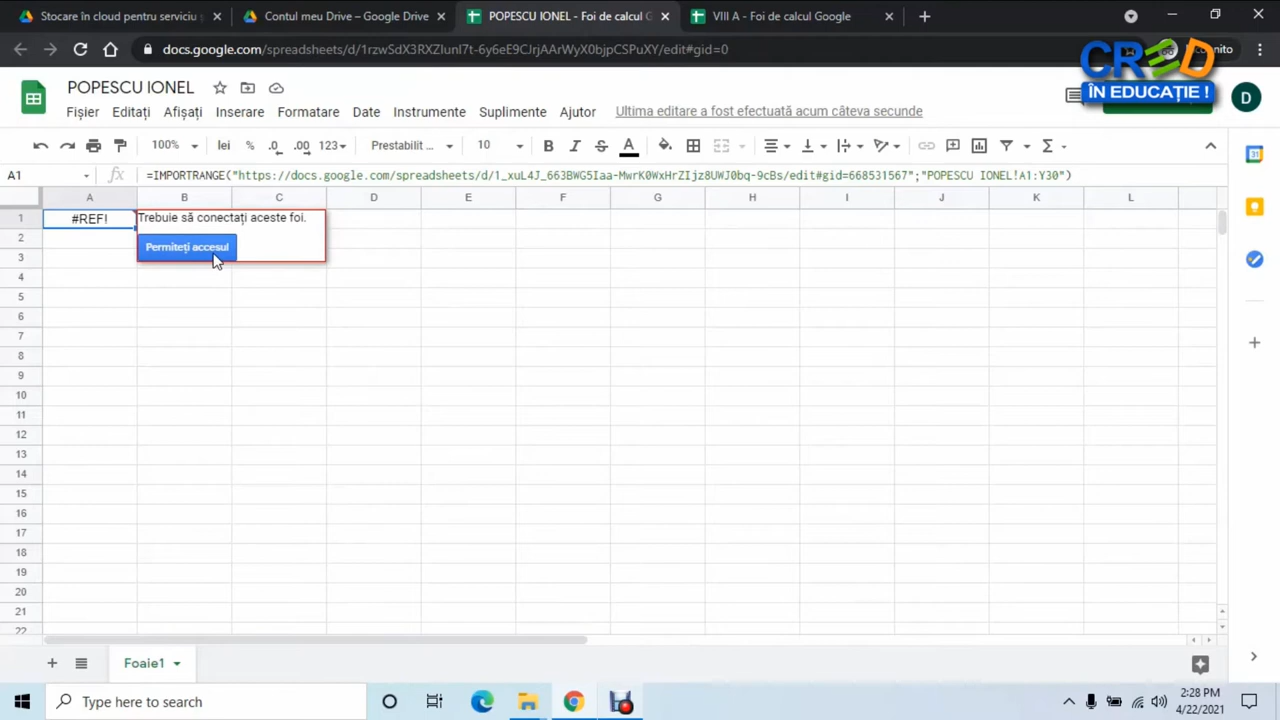 Stocare în cloud pentru serviciu ș
Contul meu Drive – Google Drive
POPESCU IONEL - Foi de calcul G
VIII A - Foi de calcul Google
docs.google.com/spreadsheets/d/1rzwSdX3RXZIunI7t-6y6eE9CJrjAArWyX0bjpCSPuXY/edit#gid=0
CRED
ÎN EDUCAȚIE !
POPESCU IONEL
Fișier Editați Afișați Inserare Formatare Date Instrumente Suplimente Ajutor Ultima editare a fost efectuată acum câteva secunde
D
100% lei % .0 .00 123 Prestabilit ... 10 B I S A
A1 fx =IMPORTRANGE("https://docs.google.com/spreadsheets/d/1_xuL4J_663BWG5Iaa-MwrK0WxHrZIjz8UWJ0bq-9cBs/edit#gid=668531567";"POPESCU IONEL!A1:Y30")
A B C D E F G H I J K L
1 #REF! Trebuie să conectați aceste foi.
2 Permiteți accesul
3
4
5
6
7
8
9
10
11
12
13
14
15
16
17
18
19
20
21
22
31
Foaie1
Type here to search
2:28 PM
4/22/2021